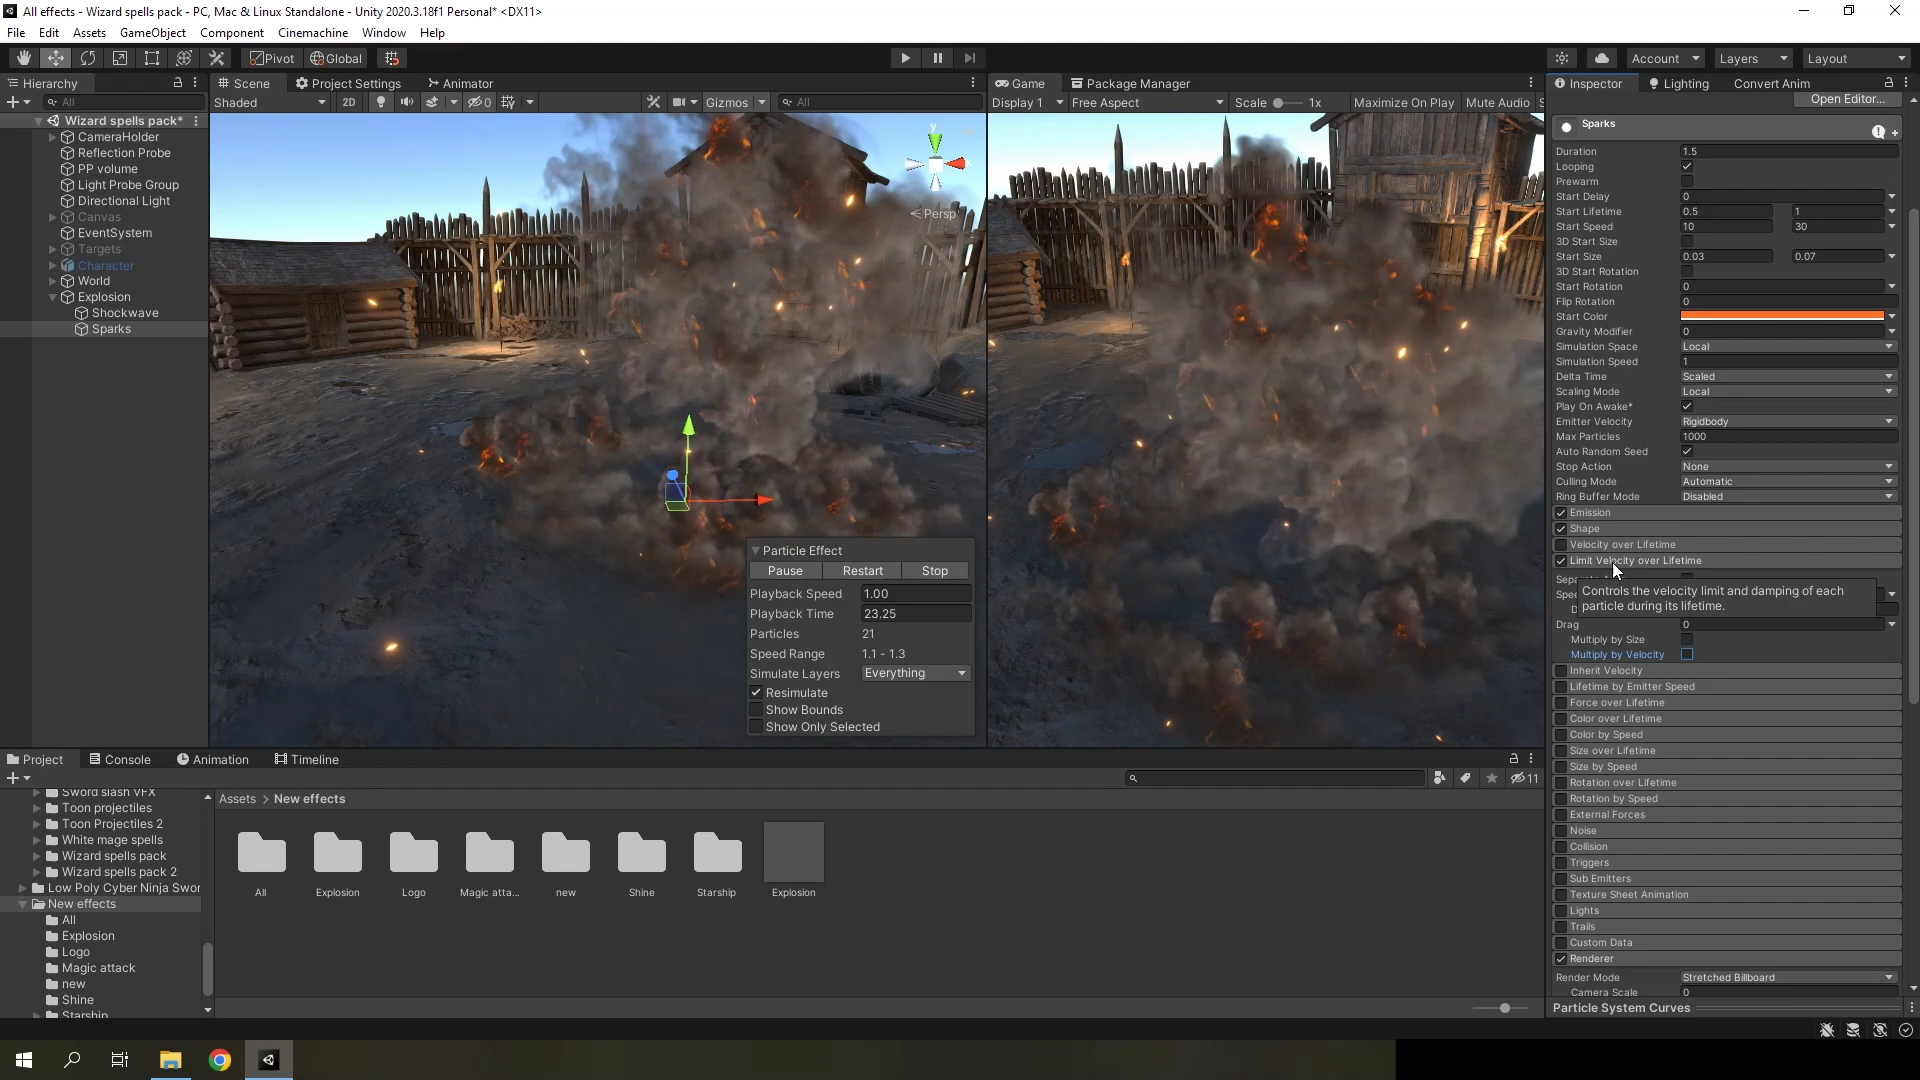 All effects - Wizard spells pack - PC, Mac & Linux Standalone - Unity 2020.3.18f1 Personal* <DX11>
File Edit Assets GameObject Component Cinemachine Window Help
Pivot Global Account Layers Layout
Hierarchy
All
Wizard spells pack*
CameraHolder
Reflection Probe
PP volume
Light Probe Group
Directional Light
Canvas
EventSystem
Targets
Character
World
Explosion
Shockwave
Sparks
Scene Project Settings Animator
Shaded 2D 0 Gizmos All
y
Persp
Particle Effect
Pause Restart Stop
Playback Speed 1.00
Playback Time 23.25
Particles 21
Speed Range 1.1 - 1.3
Simulate Layers Everything
Resimulate
Show Bounds
Show Only Selected
Game Package Manager
Display 1 Free Aspect Scale 1x Maximize On Play Mute Audio
Inspector Lighting Convert Anim
Open Editor...
Sparks
Duration 1.5
Looping
Prewarm
Start Delay 0
Start Lifetime 0.5 1
Start Speed 10 30
3D Start Size
Start Size 0.03 0.07
3D Start Rotation
Start Rotation 0
Flip Rotation 0
Start Color
Gravity Modifier 0
Simulation Space Local
Simulation Speed 1
Delta Time Scaled
Scaling Mode Local
Play On Awake*
Emitter Velocity Rigidbody
Max Particles 1000
Auto Random Seed
Stop Action None
Culling Mode Automatic
Ring Buffer Mode Disabled
Emission
Shape
Velocity over Lifetime
Limit Velocity over Lifetime
Controls the velocity limit and damping of each
particle during its lifetime.
Drag 0
Multiply by Size
Multiply by Velocity
Inherit Velocity
Lifetime by Emitter Speed
Force over Lifetime
Color over Lifetime
Color by Speed
Size over Lifetime
Size by Speed
Rotation over Lifetime
Rotation by Speed
External Forces
Noise
Collision
Triggers
Sub Emitters
Texture Sheet Animation
Lights
Trails
Custom Data
Renderer
Render Mode Stretched Billboard
Camera Scale 0
Particle System Curves
Project Console Animation Timeline
11
Sword slash VFX
Toon projectiles
Toon Projectiles 2
White mage spells
Wizard spells pack
Wizard spells pack 2
Low Poly Cyber Ninja Swor
New effects
All
Explosion
Logo
Magic attack
new
Shine
Starship
Assets > New effects
All Explosion Logo Magic atta... new Shine Starship Explosion